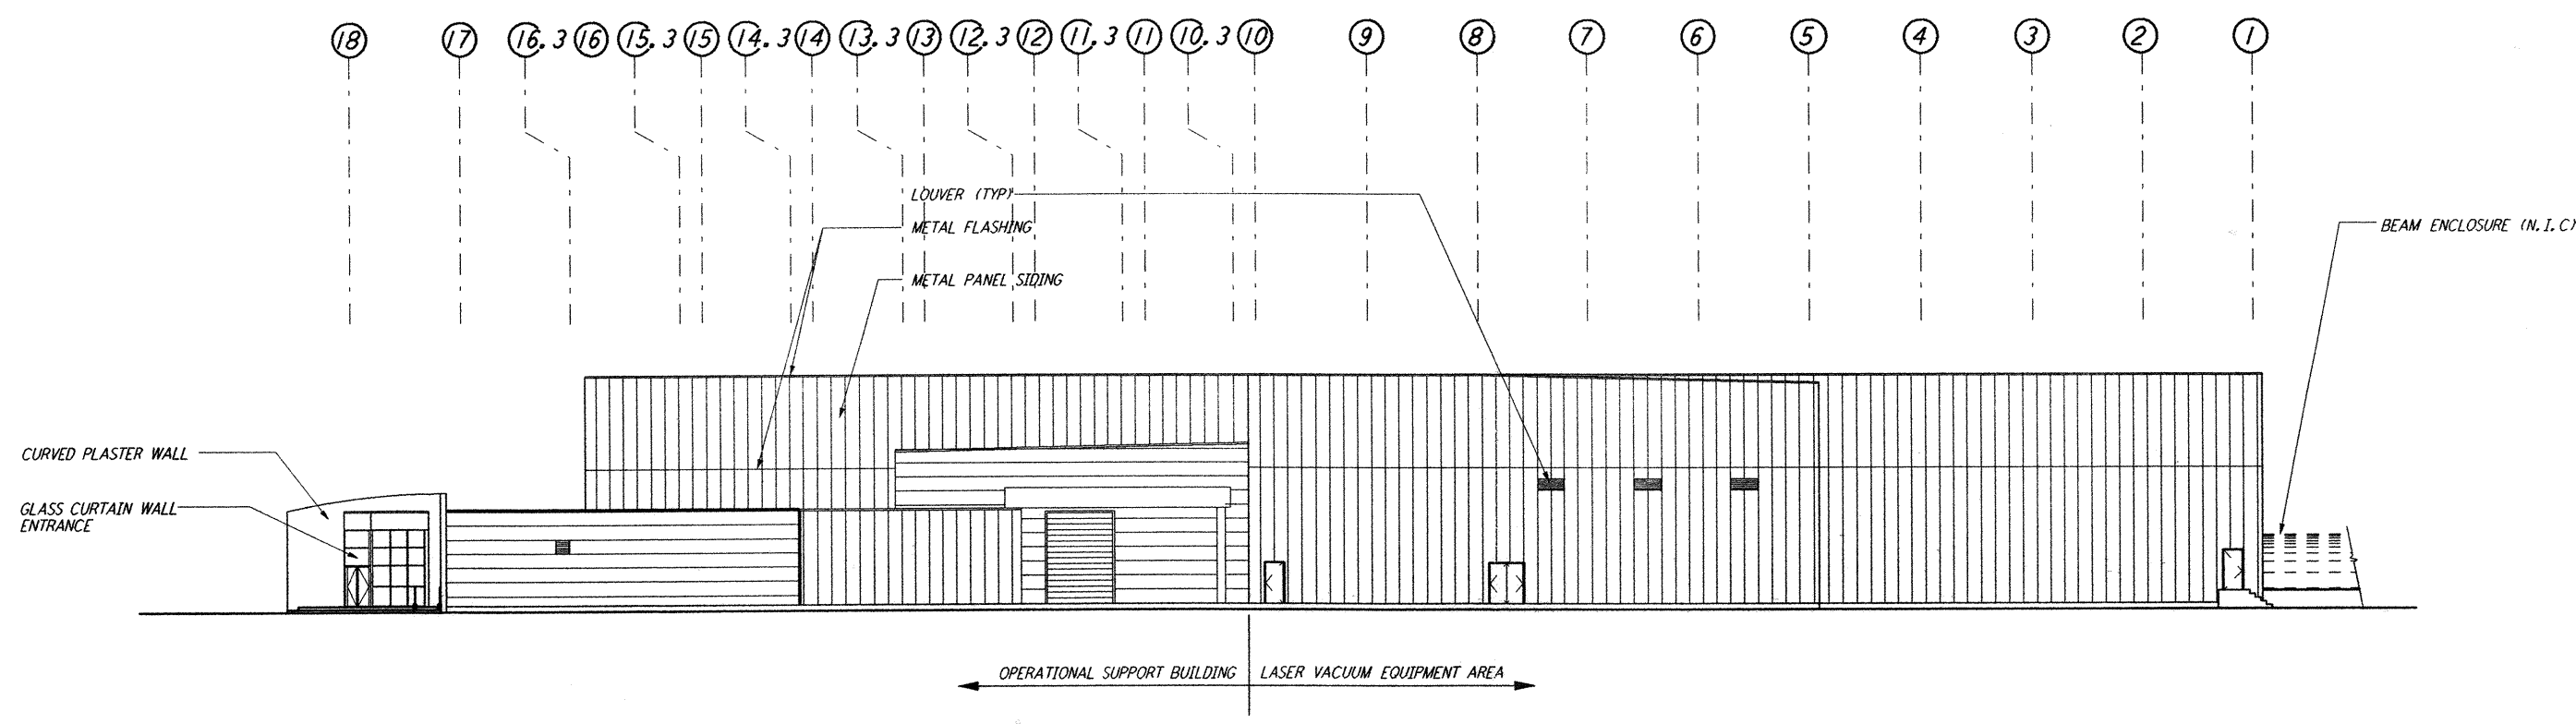 18 17 16.3 16 15.3 15 14.3 14 13.3 13 12.3 12 11.3 11 10.3 10 9 8 7 6 5 4 3 2 1
LOUVER (TYP)
METAL FLASHING
BEAM ENCLOSURE (N.I.C)
METAL PANEL SIDING
CURVED PLASTER WALL
GLASS CURTAIN WALL
ENTRANCE
OPERATIONAL SUPPORT BUILDING
LASER VACUUM EQUIPMENT AREA